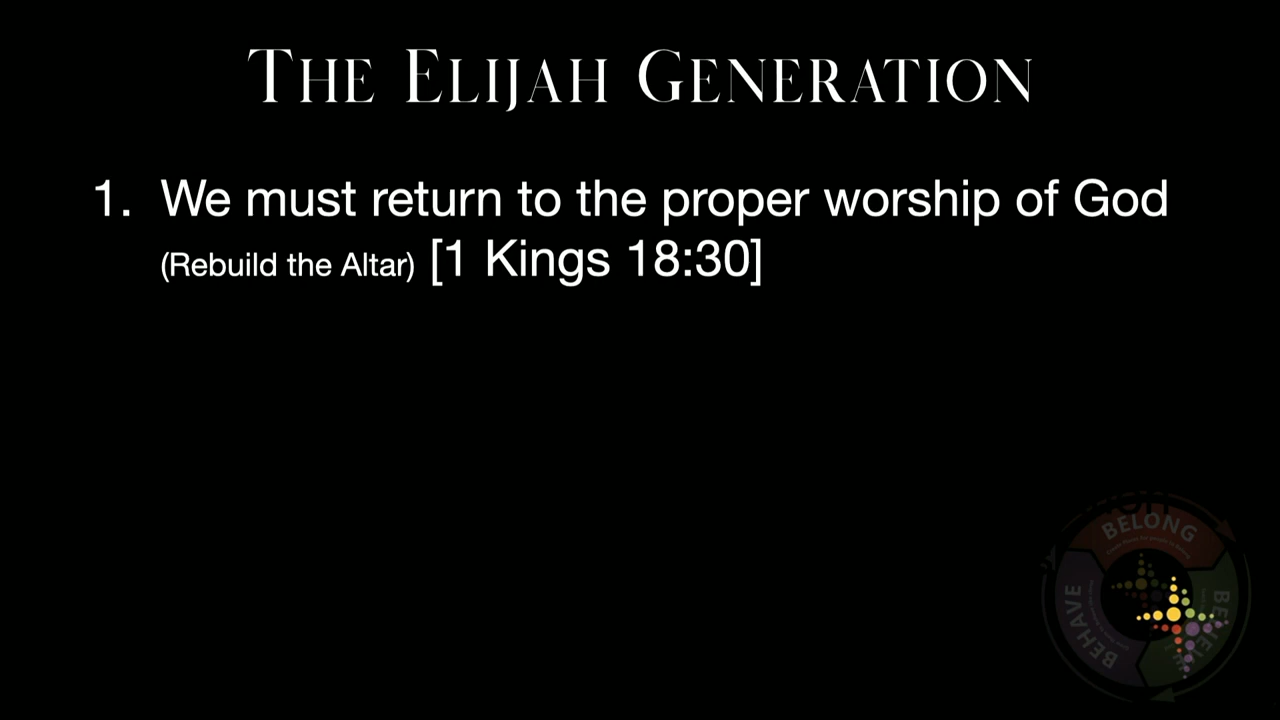 THE ELIJAH GENERATION
1. We must return to the proper worship of God
(Rebuild the Altar) [1 Kings 18:30]
BELONG
BEHAVE